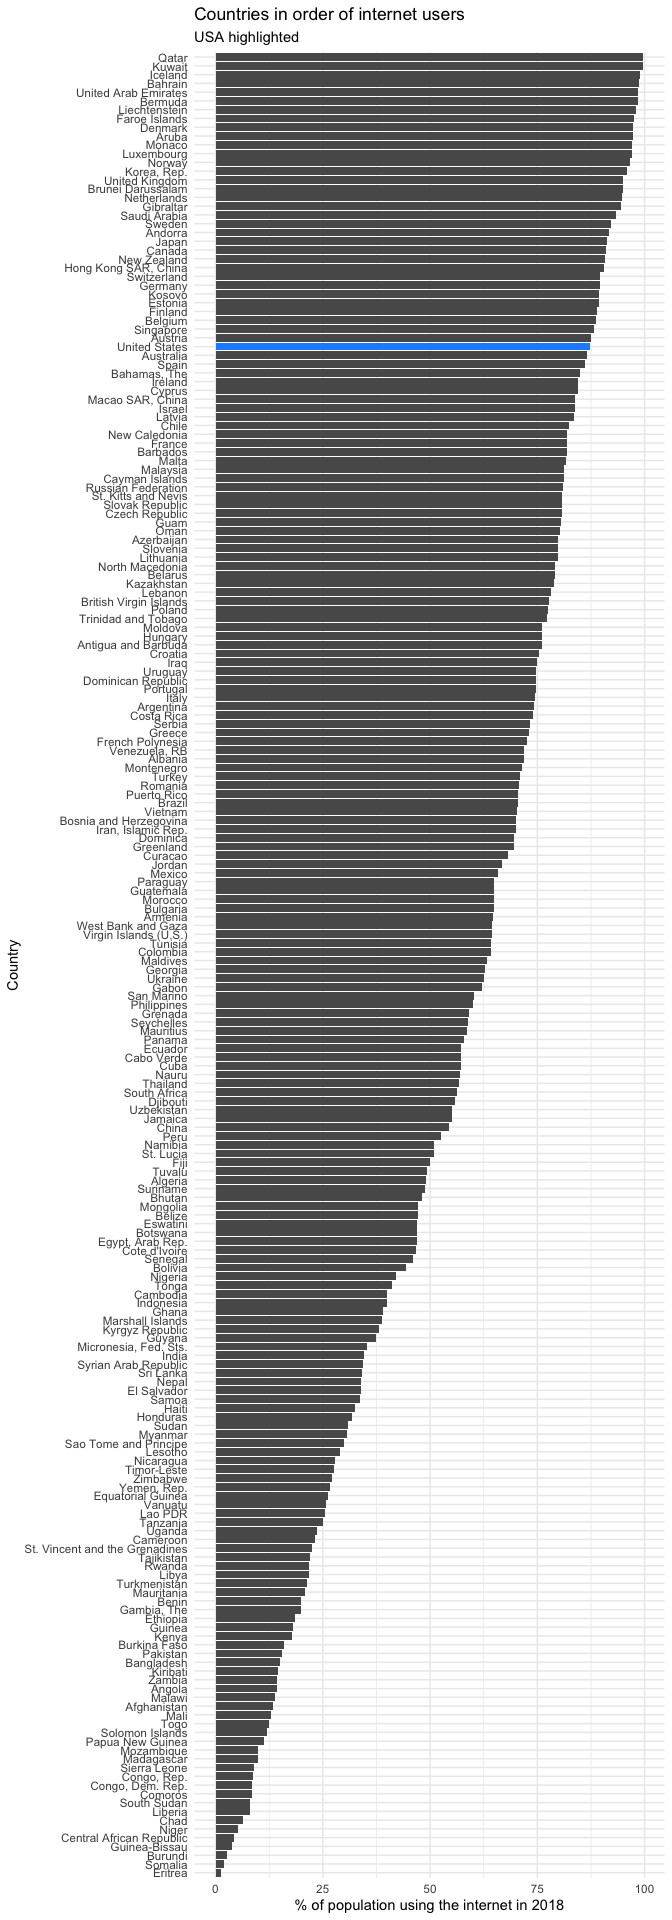 Countries in order of internet users
USA highlighted
Qatar
Kuwait
Iceland
Bahrain
United Arab Emirates
Bermuda
Liechtenstein
Faroe Islands
Denmark
Aruba
Monaco
Luxembourg
Norway
Korea, Rep.
United Kingdom
Brunei Darussalam
Netherlands
Gibraltar
Saudi Arabia
Sweden
Andorra
Japan
Canada
New Zealand
Hong Kong SAR, China
Switzerland
Germany
Kosovo
Estonia
Finland
Belgium
Singapore
Austria
United States
Australia
Spain
Bahamas, The
Ireland
Cyprus
Macao SAR, China
Israel
Latvia
Chile
New Caledonia
France
Barbados
Malta
Malaysia
Cayman Islands
Russian Federation
St. Kitts and Nevis
Slovak Republic
Czech Republic
Guam
Oman
Azerbaijan
Slovenia
Lithuania
North Macedonia
Belarus
Kazakhstan
Lebanon
British Virgin Islands
Poland
Trinidad and Tobago
Moldova
Hungary
Antigua and Barbuda
Croatia
Iraq
Uruguay
Dominican Republic
Portugal
Italy
Argentina
Costa Rica
Serbia
Greece
French Polynesia
Venezuela, RB
Albania
Montenegro
Turkey
Romania
Puerto Rico
Brazil
Vietnam
Bosnia and Herzegovina
Iran, Islamic Rep.
Dominica
Greenland
Curacao
Jordan
Mexico
Paraguay
Guatemala
Morocco
Bulgaria
Armenia
West Bank and Gaza
Virgin Islands (U.S.)
Tunisia
Colombia
Maldives
Georgia
Ukraine
Gabon
San Marino
Philippines
Grenada
Seychelles
Mauritius
Panama
Ecuador
Cabo Verde
Cuba
Nauru
Thailand
South Africa
Djibouti
Uzbekistan
Jamaica
China
Peru
Namibia
St. Lucia
Fiji
Tuvalu
Algeria
Suriname
Bhutan
Mongolia
Belize
Eswatini
Botswana
Egypt, Arab Rep.
Cote d'Ivoire
Senegal
Bolivia
Nigeria
Tonga
Cambodia
Indonesia
Ghana
Marshall Islands
Kyrgyz Republic
Guyana
Micronesia, Fed. Sts.
India
Syrian Arab Republic
Sri Lanka
Nepal
El Salvador
Samoa
Haiti
Honduras
Sudan
Myanmar
Sao Tome and Principe
Lesotho
Nicaragua
Timor-Leste
Zimbabwe
Yemen, Rep.
Equatorial Guinea
Vanuatu
Lao PDR
Tanzania
Uganda
Cameroon
St. Vincent and the Grenadines
Tajikistan
Rwanda
Libya
Turkmenistan
Mauritania
Benin
Gambia, The
Ethiopia
Guinea
Kenya
Burkina Faso
Pakistan
Bangladesh
Kiribati
Zambia
Angola
Malawi
Afghanistan
Mali
Togo
Solomon Islands
Papua New Guinea
Mozambique
Madagascar
Sierra Leone
Congo, Rep.
Congo, Dem. Rep.
Comoros
South Sudan
Liberia
Chad
Niger
Central African Republic
Guinea-Bissau
Burundi
Somalia
Eritrea
Country
0 25 50 75 100
% of population using the internet in 2018